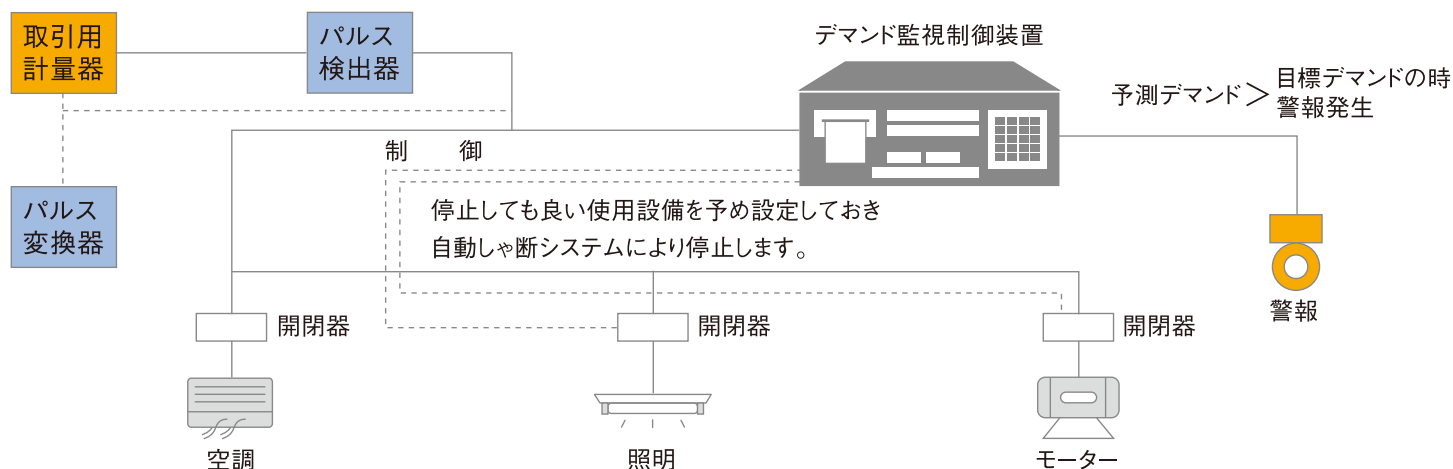 取引用
計量器
パルス
検出器
デマンド監視制御装置
予測デマンド＞
目標デマンドの時
警報発生
制　御
パルス
変換器
停止しても良い使用設備を予め設定しておき
自動しゃ断システムにより停止します。
開閉器
開閉器
開閉器
警報
空調
照明
モーター